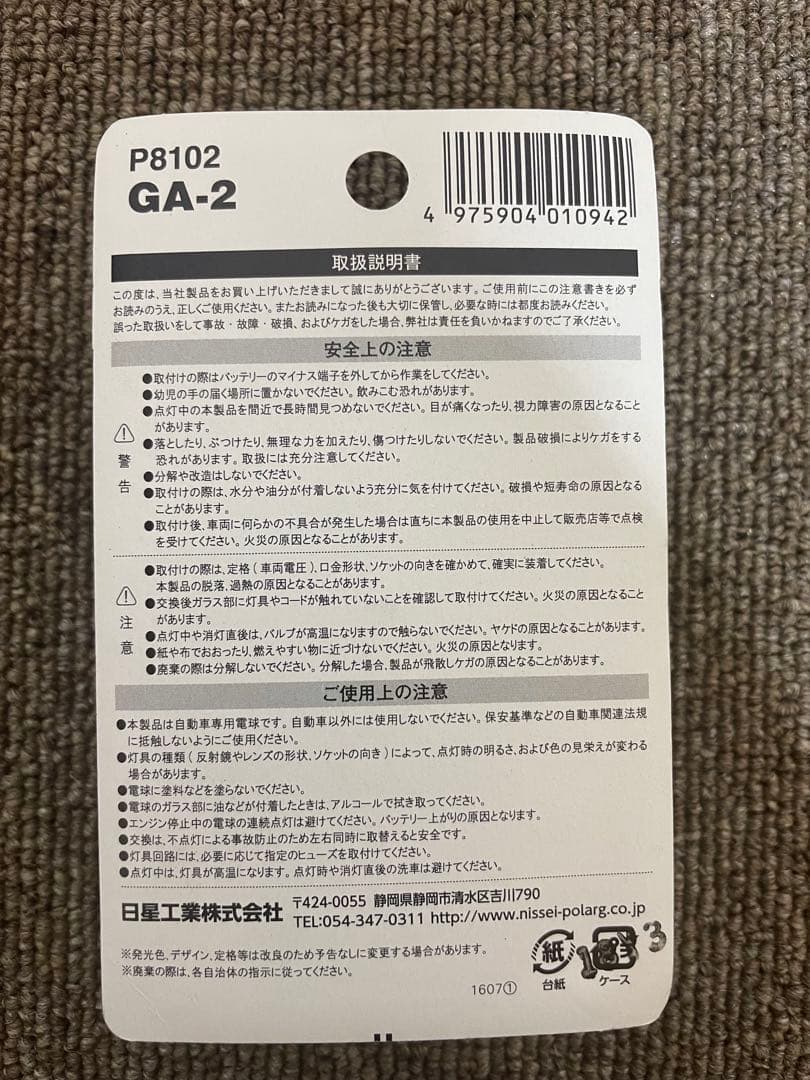 P8102
GA-2
4 975904 010942
取扱説明書
この度は、当社製品をお買い上げいただきまして誠にありがとうございます。ご使用前にこの注意書きを必ず
お読みのうえ、正しくご使用ください。またお読みになった後も大切に保管し、必要な時には都度お読みください。
誤った取扱いをして事故・故障・破損、およびケガをした場合、弊社は責任を負いかねますのでご了承ください。
安全上の注意
警告
●取付けの際はバッテリーのマイナス端子を外してから作業をしてください。
●幼児の手の届く場所に置かないでください。飲みこむ恐れがあります。
●点灯中の本製品を間近で長時間見つめないでください。目が痛くなったり、視力障害の原因となること
があります。
●落としたり、ぶつけたり、無理な力を加えたり、傷つけたりしないでください。製品破損によりケガをする
恐れがあります。取扱には充分注意してください。
●分解や改造はしないでください。
●取付けの際は、水分や油分が付着しないよう充分に気を付けてください。破損や短寿命の原因となる
ことがあります。
●取付け後、車両に何らかの不具合が発生した場合は直ちに本製品の使用を中止して販売店等で点検
を受けてください。火災の原因となることがあります。
注意
●取付けの際は、定格(車両電圧)、口金形状、ソケットの向きを確かめて、確実に装着してください。
本製品の脱落、過熱の原因となることがあります。
●交換後ガラス部に灯具やコードが触れていないことを確認して取付けてください。火災の原因となること
があります。
●点灯中や消灯直後は、バルブが高温になりますので触らないでください。ヤケドの原因となることがあります。
●紙や布でおおったり、燃えやすい物に近づけないでください。火災の原因となります。
●廃棄の際は分解しないでください。分解した場合、製品が飛散しケガの原因となることがあります。
ご使用上の注意
●本製品は自動車専用電球です。自動車以外には使用しないでください。保安基準などの自動車関連法規
に抵触しないようにご使用ください。
●灯具の種類(反射鏡やレンズの形状、ソケットの向き)によって、点灯時の明るさ、および色の見栄えが変わる
場合があります。
●電球に塗料などを塗らないでください。
●電球のガラス部に油などが付着したときは、アルコールで拭き取ってください。
●エンジン停止中の電球の連続点灯は避けてください。バッテリー上がりの原因となります。
●交換は、不点灯による事故防止のため左右同時に取替えると安全です。
●灯具回路には、必要に応じて指定のヒューズを取付けてください。
●点灯中は、灯具が高温になります。点灯時や消灯直後の洗車は避けてください。
日星工業株式会社
〒424-0055 静岡県静岡市清水区吉川790
TEL:054-347-0311 http://www.nissei-polarg.co.jp
※発光色、デザイン、定格等は改良のため予告なしに変更する場合があります。
※廃棄の際は、各自治体の指示に従ってください。
1607①
紙
台紙
ケース